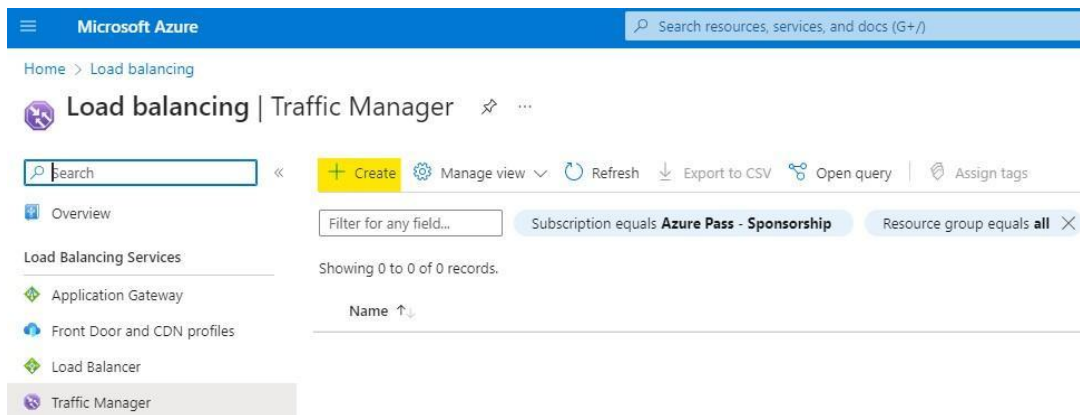 Microsoft Azure
Search resources, services, and docs (G+/)
Home > Load balancing
Load balancing | Traffic Manager
Search
Overview
Load Balancing Services
Application Gateway
Front Door and CDN profiles
Load Balancer
Traffic Manager
Create
Manage view
Refresh
Export to CSV
Open query
Assign tags
Filter for any field...
Subscription equals Azure Pass - Sponsorship
Resource group equals all
Showing 0 to 0 of 0 records.
Name